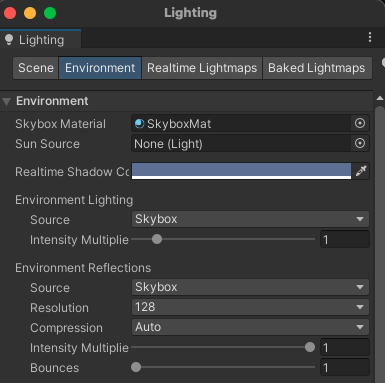 Lighting
Lighting
Scene Environment Realtime Lightmaps Baked Lightmaps
Environment
Skybox Material SkyboxMat
Sun Source None (Light)
Realtime Shadow Co
Environment Lighting
Source Skybox
Intensity Multiplie 1
Environment Reflections
Source Skybox
Resolution 128
Compression Auto
Intensity Multiplie 1
Bounces 1